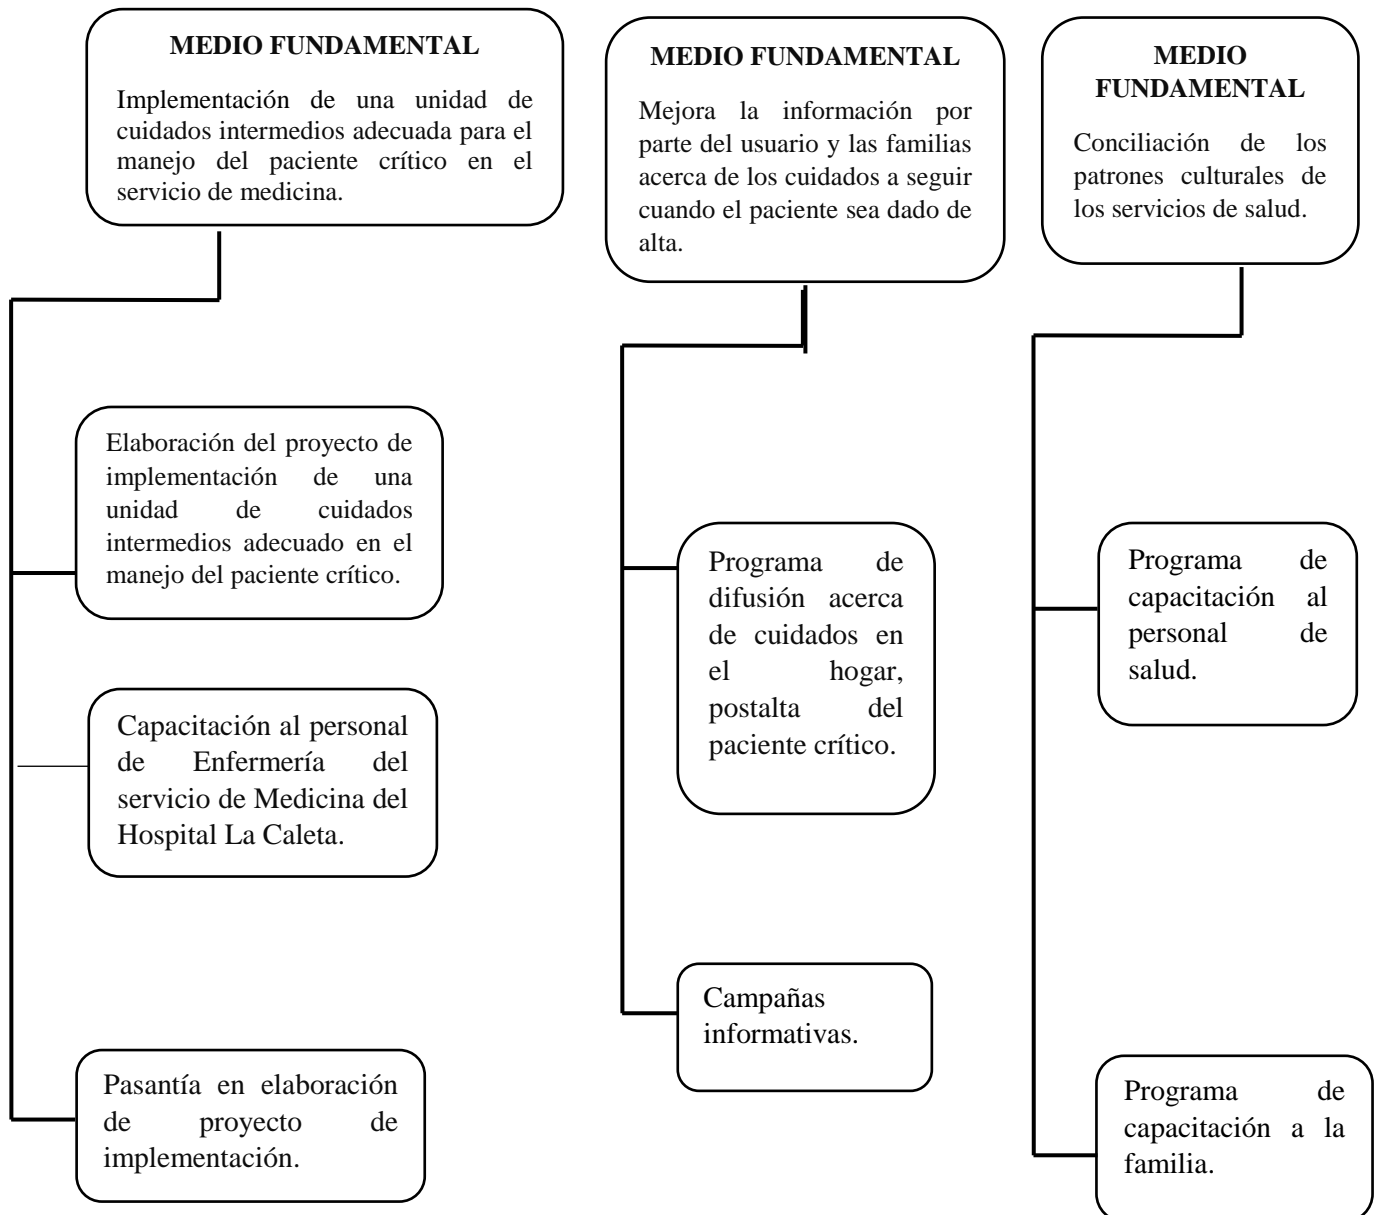 MEDIO FUNDAMENTAL
Implementación de una unidad de
cuidados intermedios adecuada para el
manejo del paciente crítico en el
servicio de medicina.
Elaboración del proyecto de
implementación de una
unidad de cuidados
intermedios adecuado en el
manejo del paciente crítico.
Capacitación al personal
de Enfermería del
servicio de Medicina del
Hospital La Caleta.
Pasantía en elaboración
de proyecto de
implementación.
MEDIO FUNDAMENTAL
Mejora la información por
parte del usuario y las familias
acerca de los cuidados a seguir
cuando el paciente sea dado de
alta.
Programa de
difusión acerca
de cuidados en
el hogar,
postalta del
paciente crítico.
Campañas
informativas.
MEDIO
FUNDAMENTAL
Conciliación de los
patrones culturales de
los servicios de salud.
Programa de
capacitación al
personal de
salud.
Programa de
capacitación a la
familia.